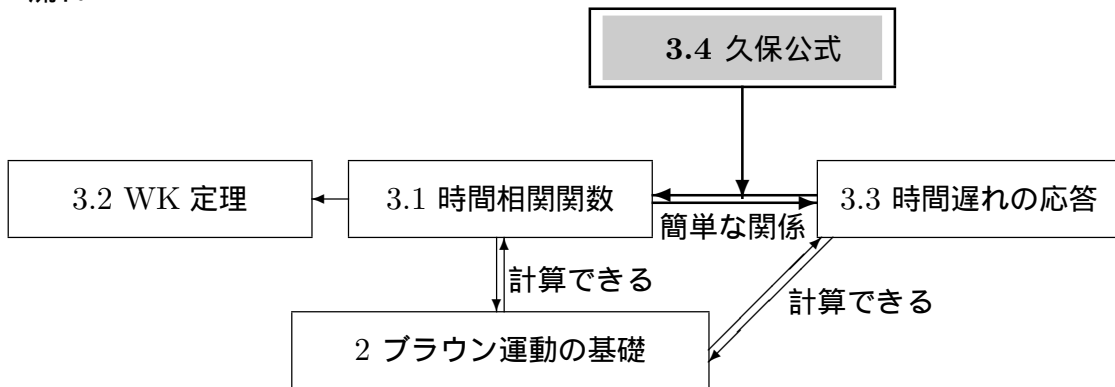 3.4 久保公式
3.2 WK 定理
3.1 時間相関関数
3.3 時間遅れの応答
簡単な関係
計算できる
計算できる
2 ブラウン運動の基礎